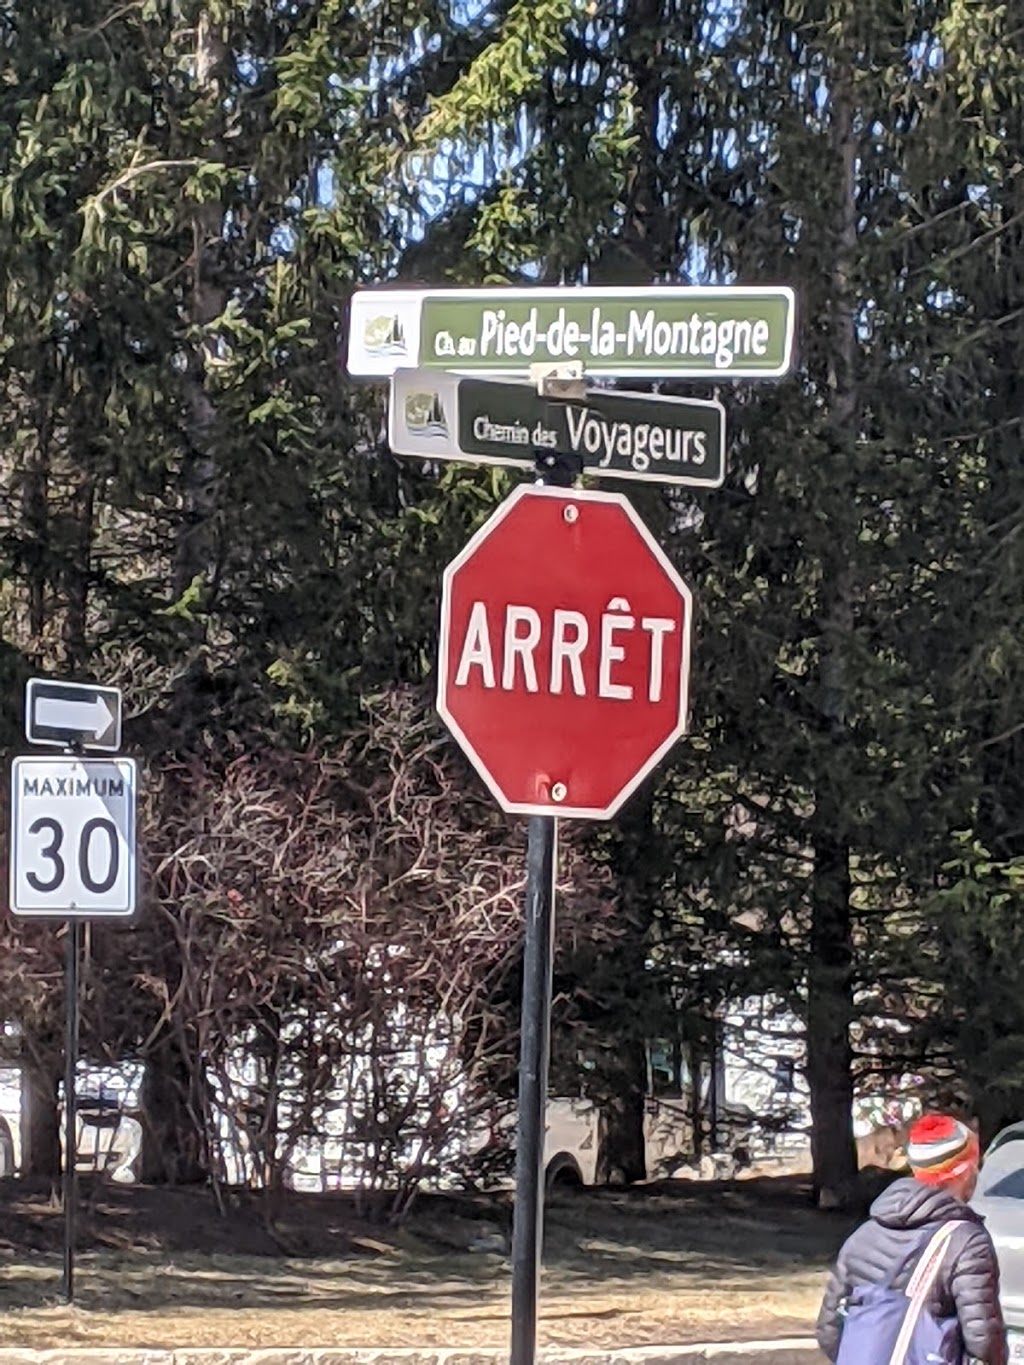 Ch. au Pied-de-la-Montagne
Chemin des Voyageurs
ARRÊT
MAXIMUM
30